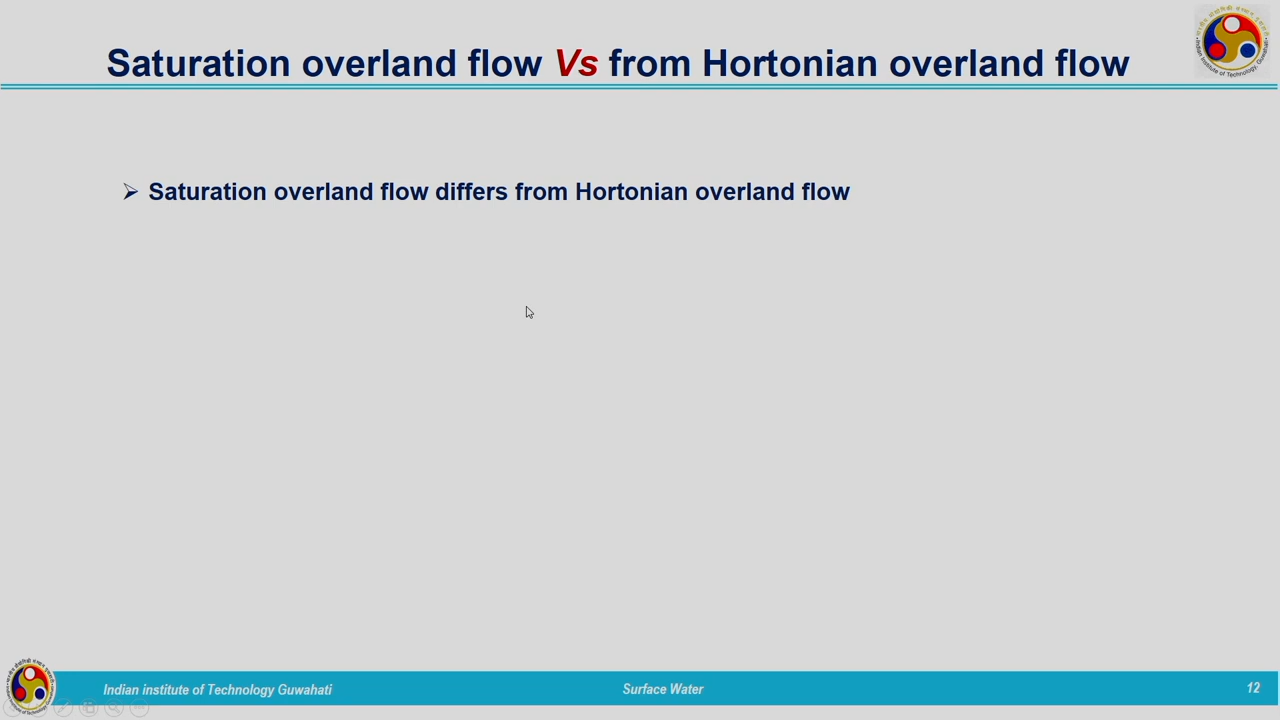 Saturation overland flow Vs from Hortonian overland flow
➢ Saturation overland flow differs from Hortonian overland flow
Indian institute of Technology Guwahati
Surface Water
12